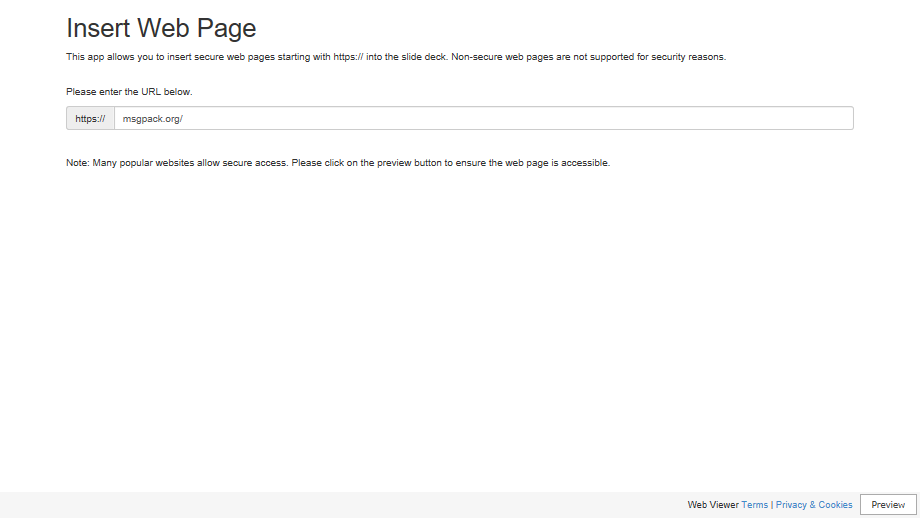 Insert Web Page
This app allows you to insert secure web pages starting with https:// into the slide deck. Non-secure web pages are not supported for security reasons.
Please enter the URL below.
https:// msgpack.org/
Note: Many popular websites allow secure access. Please click on the preview button to ensure the web page is accessible.
Web Viewer Terms | Privacy & Cookies Preview